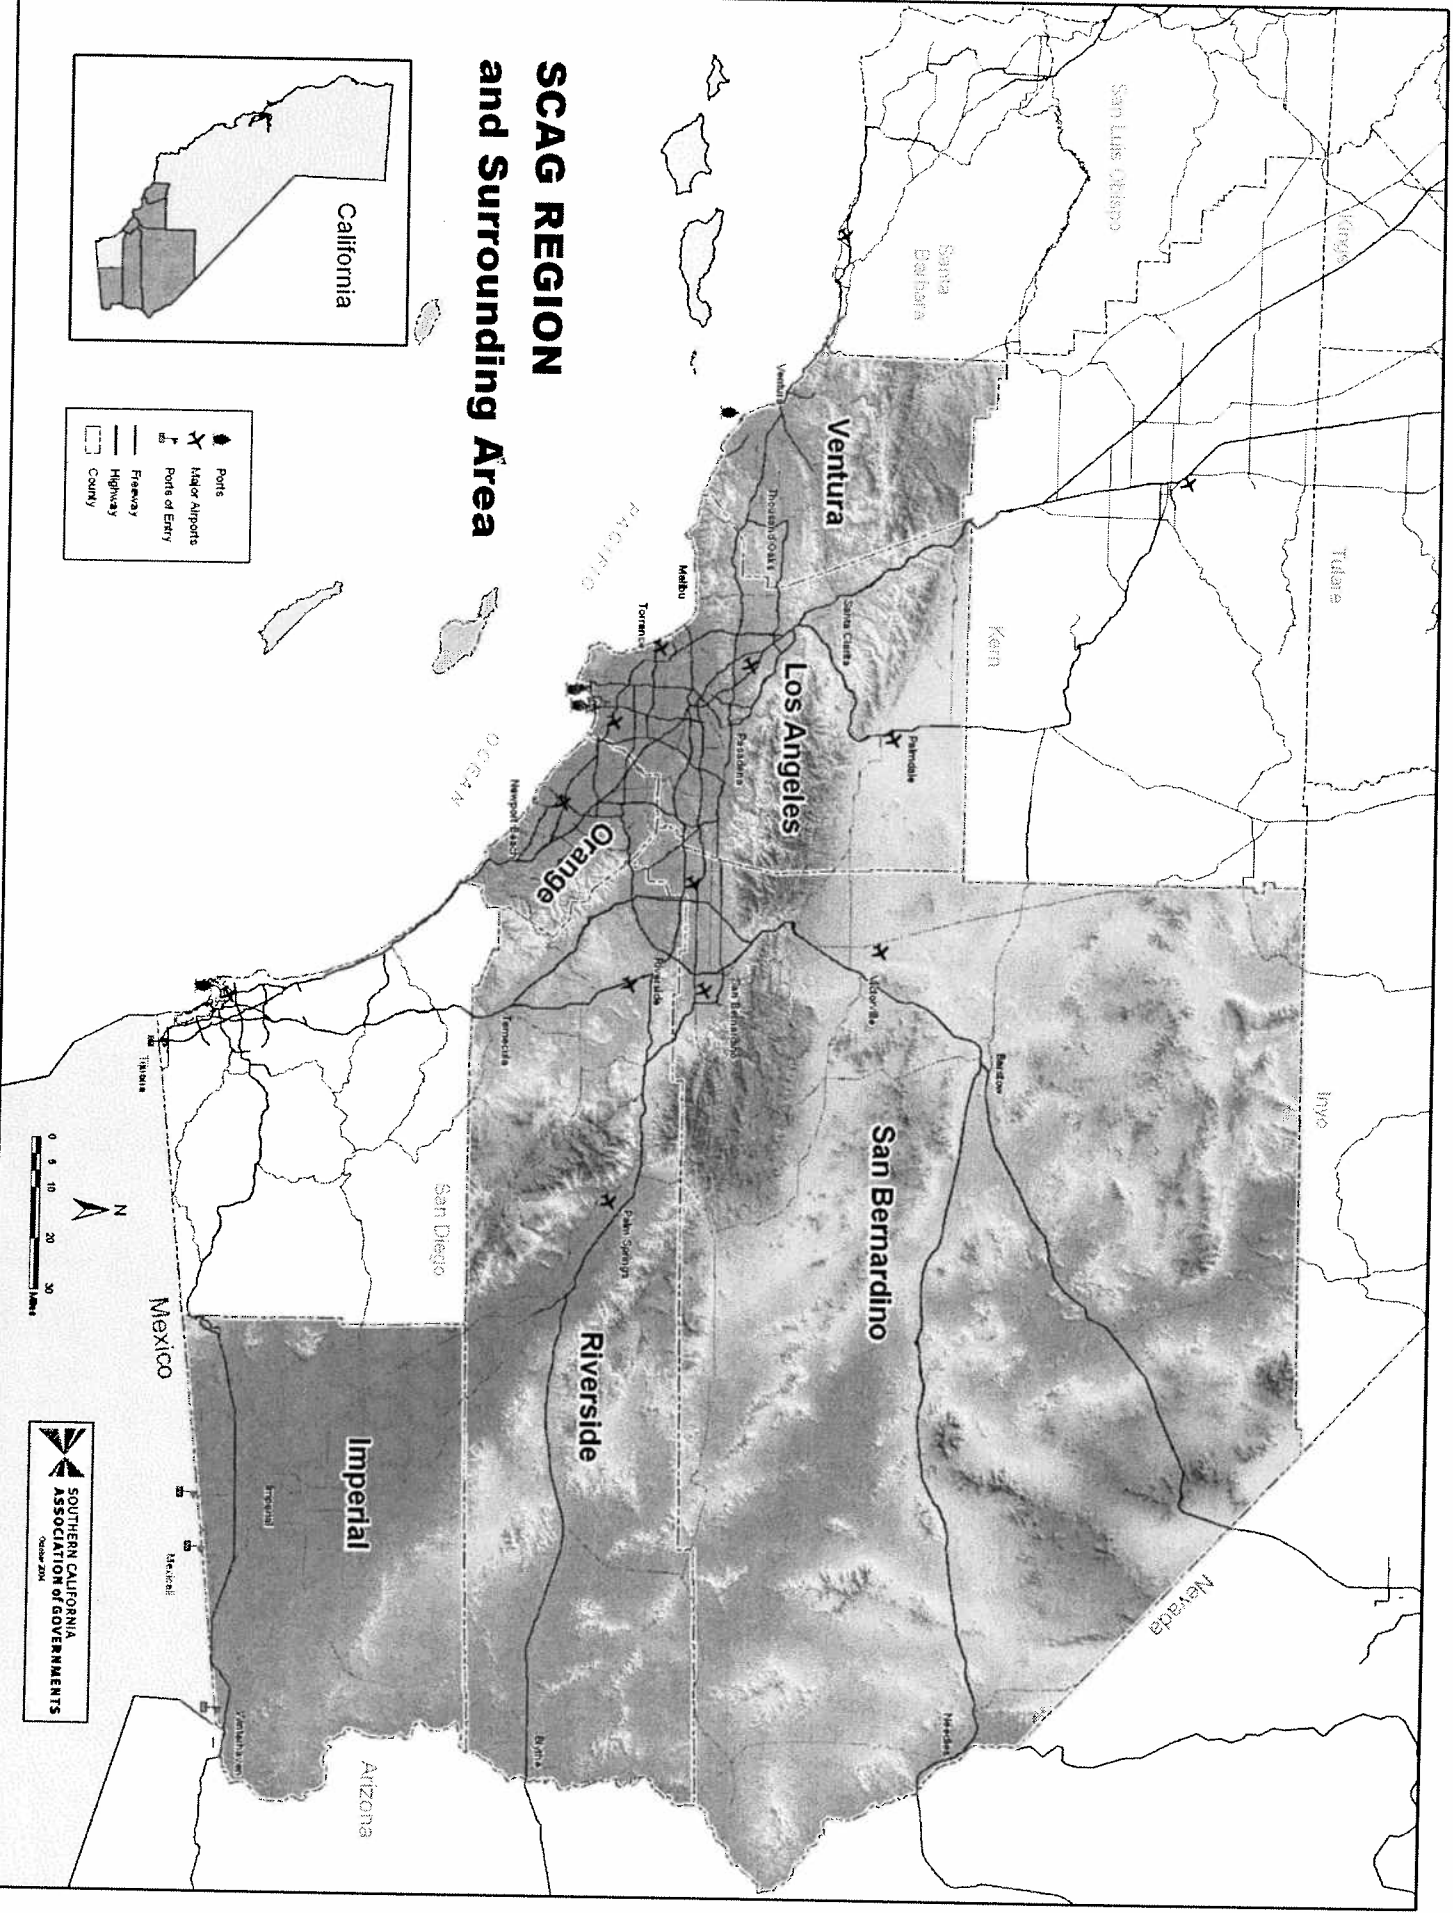 SCAG REGION
and Surrounding Area
California
Ports
Major Airports
Ports of Entry
Freeway
Highway
County
San Luis Obispo
Kings
Tulare
Kern
Inyo
Santa
Barbara
Ventura
Ventura
Thousand Oaks
Santa Clarita
Palmdale
Malibu
Torrance
Los Angeles
Pasadena
PACIFIC
OCEAN
Newport Beach
Orange
Riverside
San Bernardino
Victorville
Barstow
San Bernardino
Needles
Nevada
Temecula
Palm Springs
Riverside
Blythe
San Diego
Tijuana
Mexico
Imperial
Imperial
Mexicali
Winterhaven
Arizona
N
0 5 10 20 30
Miles
SOUTHERN CALIFORNIA
ASSOCIATION of GOVERNMENTS
October 2004